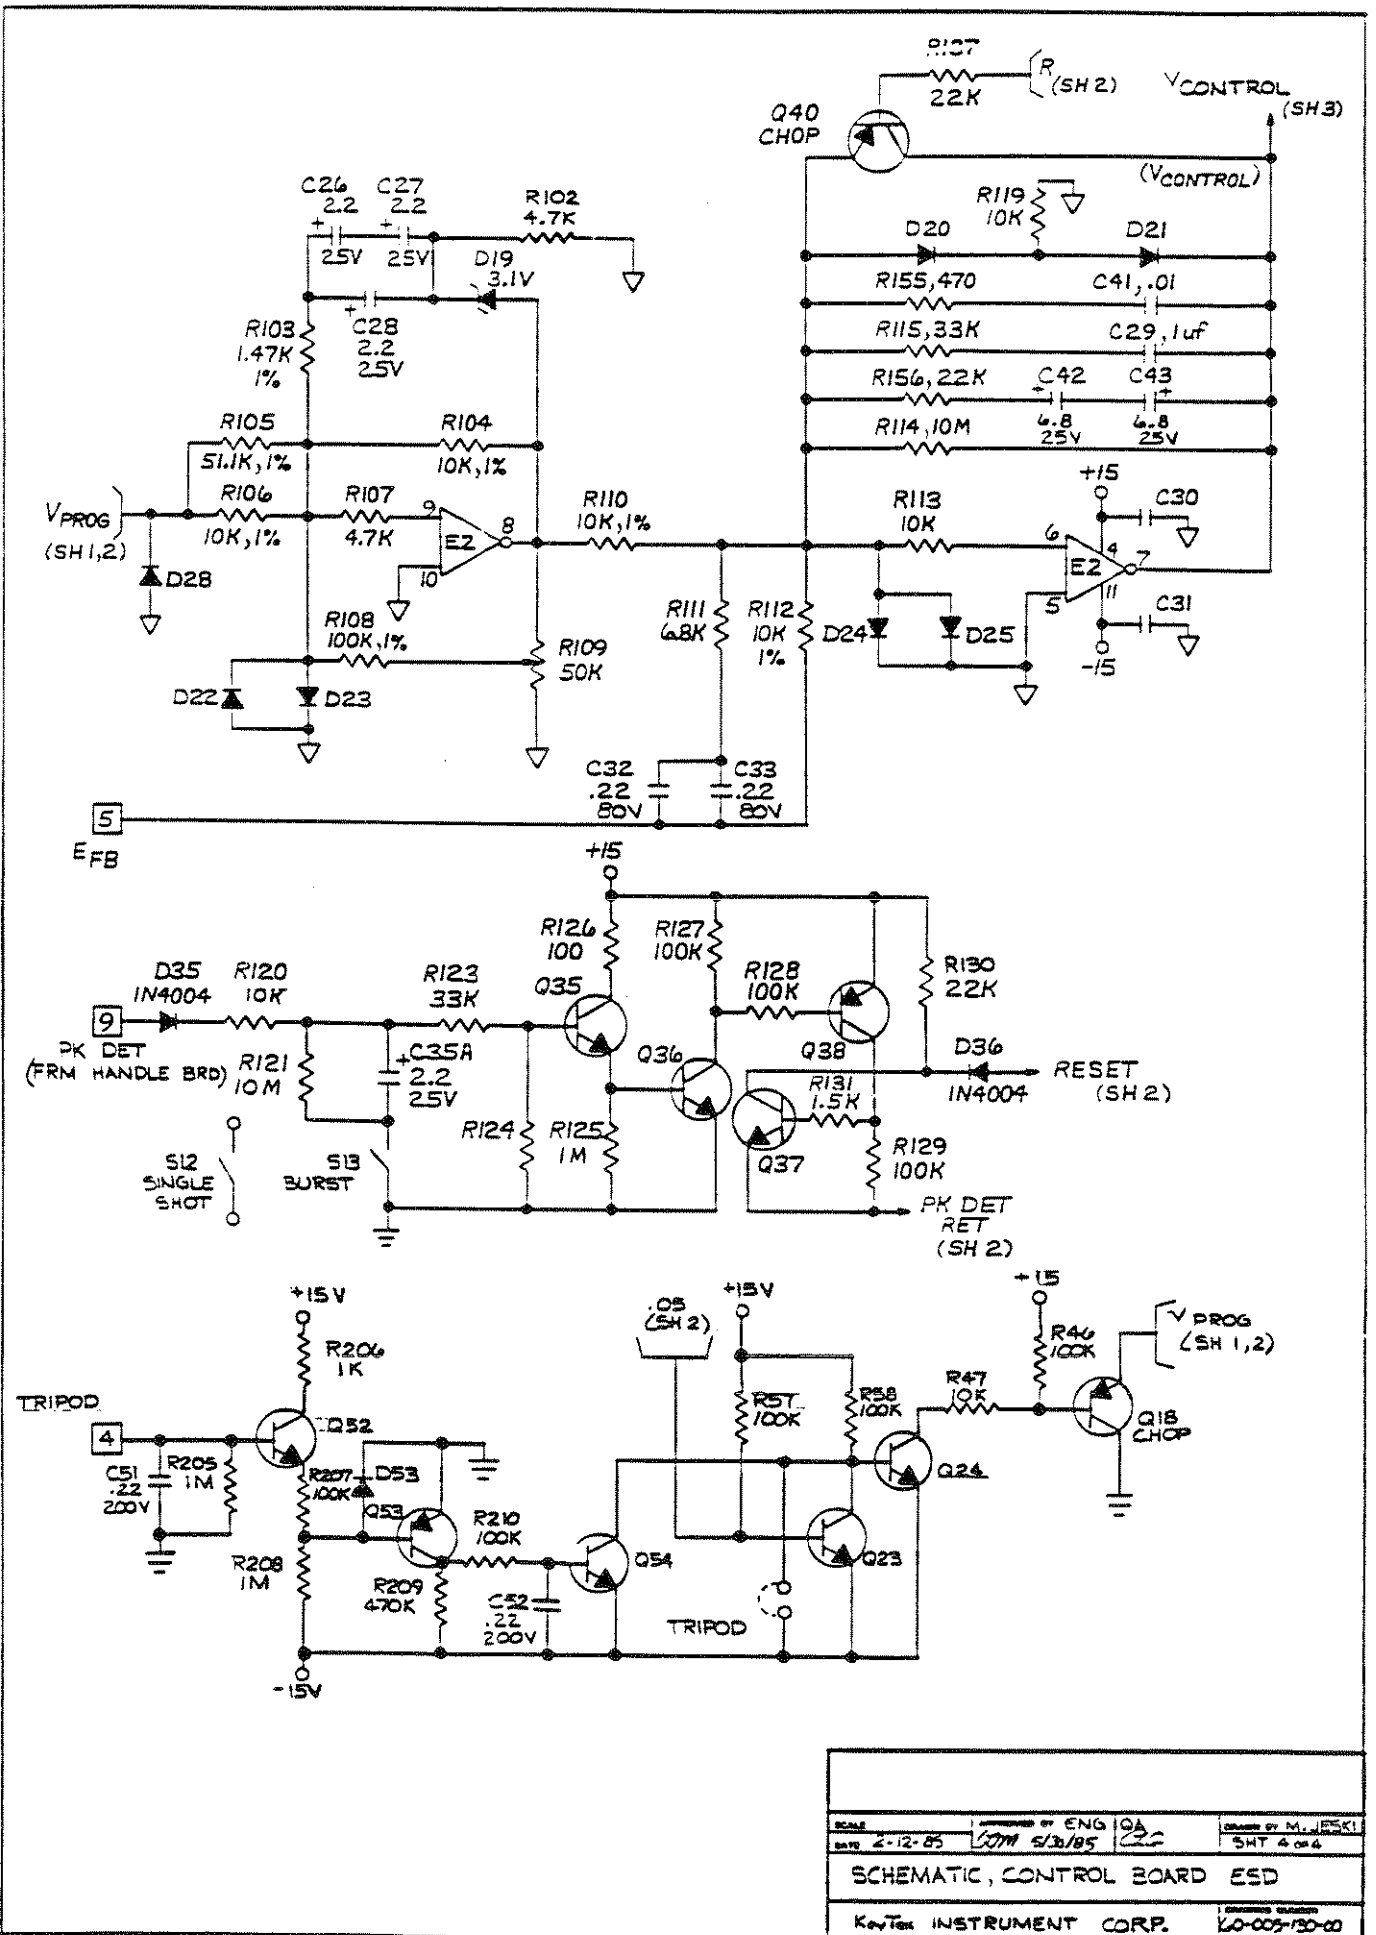 R
(SH 2)
22K
V CONTROL
(SH3)
Q40
CHOP
(VCONTROL)
R119
10K
D20
D21
C26
2.2
25V
C27
2.2
25V
R102
4.7K
D19
3.1V
C28
2.2
25V
R103
1.47K
1%
R155, 470
C41, .01
R115, 33K
C29, 1uf
R156, 22K
C42
6.8
25V
C43
6.8
25V
R114, 10M
R105
51.1K, 1%
R104
10K, 1%
VPROG
(SH 1,2)
R106
10K, 1%
R107
4.7K
9
10
E2
8
R110
10K, 1%
R113
10K
+15
C30
6
5
E2
4
7
11
C31
-15
D28
R108
100K, 1%
R109
50K
R111
68K
R112
10K
1%
D24
D25
D22
D23
C32
.22
80V
C33
.22
80V
5
EFB
+15
R126
100
R127
100K
R128
100K
R130
22K
D35
1N4004
R120
10K
R123
33K
Q35
9
PK DET
(FRM HANDLE BRD)
R121
10M
C35A
2.2
25V
Q36
Q38
D36
1N4004
RESET
(SH 2)
R131
1.5K
R124
R125
1M
Q37
R129
100K
S12
SINGLE
SHOT
S13
BURST
PK DET
RET
(SH 2)
+15V
R206
1K
.05
(SH 2)
+15V
+15
R46
100K
V PROG
(SH 1,2)
TRIPOD
4
Q52
R57
100K
R58
100K
R47
10K
Q18
CHOP
C51
.22
200V
R205
1M
R207
100K
D53
Q53
Q24
R210
100K
Q54
Q23
R208
1M
R209
470K
C52
.22
200V
TRIPOD
-15V
SCALE
DATE 2-12-85
BY ENG
5/30/85
QA
DRAWN BY M. JESKI
SHT 4 OF 4
SCHEMATIC, CONTROL BOARD ESD
KeyTek INSTRUMENT CORP.
60-005-130-00